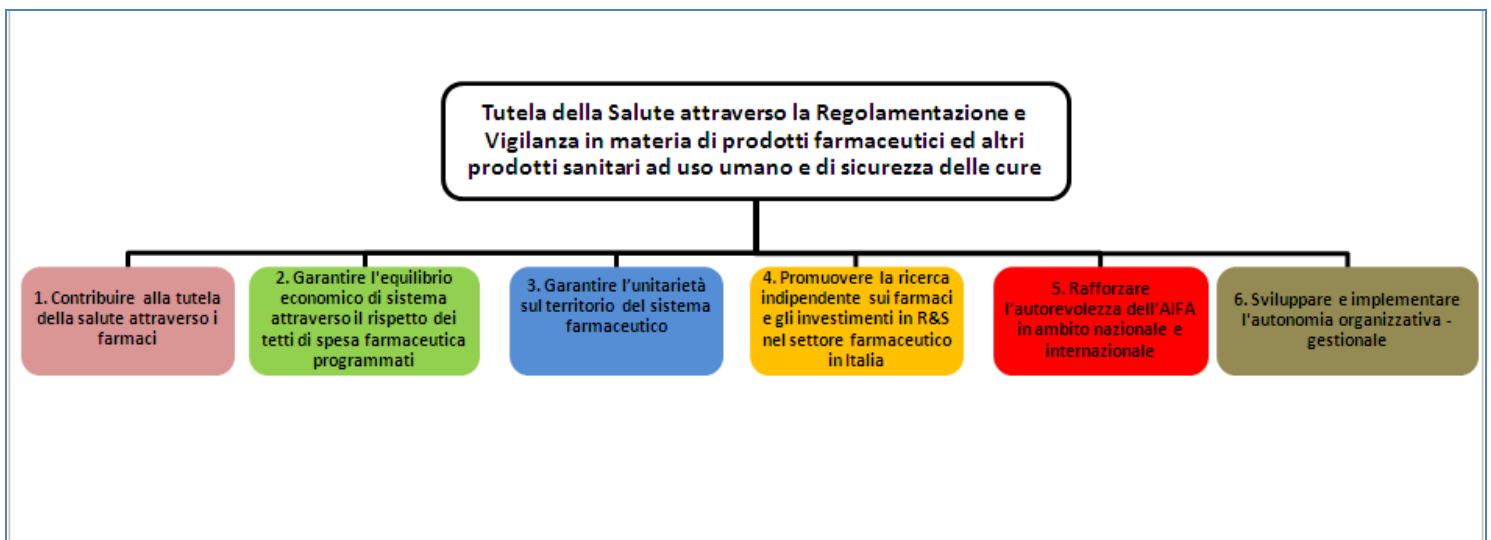 Tutela della Salute attraverso la Regolamentazione e
Vigilanza in materia di prodotti farmaceutici ed altri
prodotti sanitari ad uso umano e di sicurezza delle cure
1. Contribuire alla tutela
della salute attraverso i
farmaci
2. Garantire l'equilibrio
economico di sistema
attraverso il rispetto dei
tetti di spesa farmaceutica
programmati
3. Garantire l’unitarietà
sul territorio del sistema
farmaceutico
4. Promuovere la ricerca
indipendente sui farmaci
e gli investimenti in R&S
nel settore farmaceutico
in Italia
5. Rafforzare
l’autorevolezza dell’AIFA
in ambito nazionale e
internazionale
6. Sviluppare e implementare
l'autonomia organizzativa -
gestionale